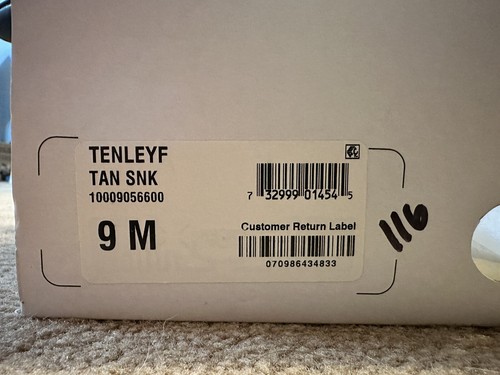 TENLEYF
TAN SNK
10009056600
9 M
7 32999 01454 5
Customer Return Label
070986434833
116